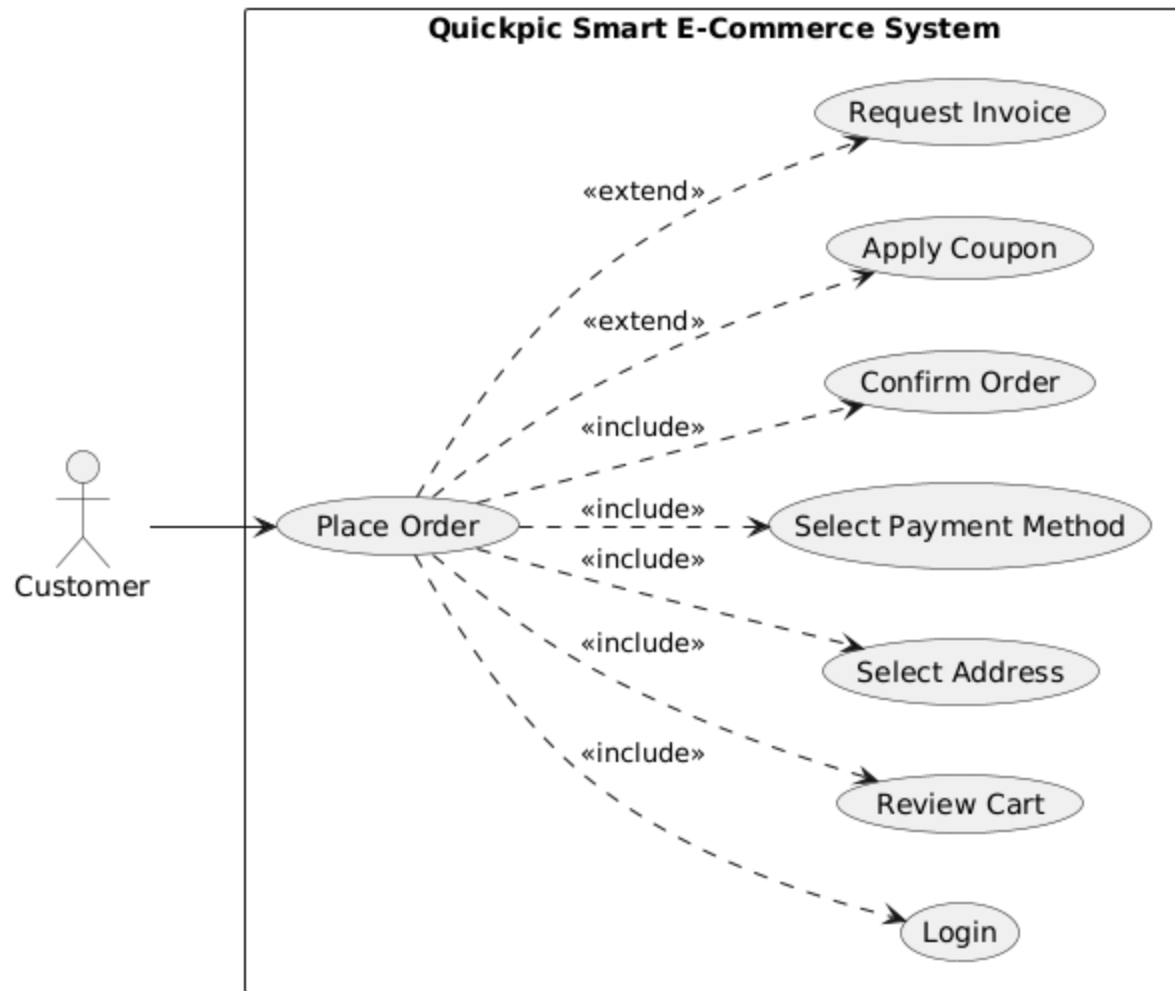 Quickpic Smart E-Commerce System
Request Invoice
«extend»
Apply Coupon
«extend»
Confirm Order
«include»
Select Payment Method
«include»
Place Order
Customer
«include»
Select Address
«include»
Review Cart
«include»
Login